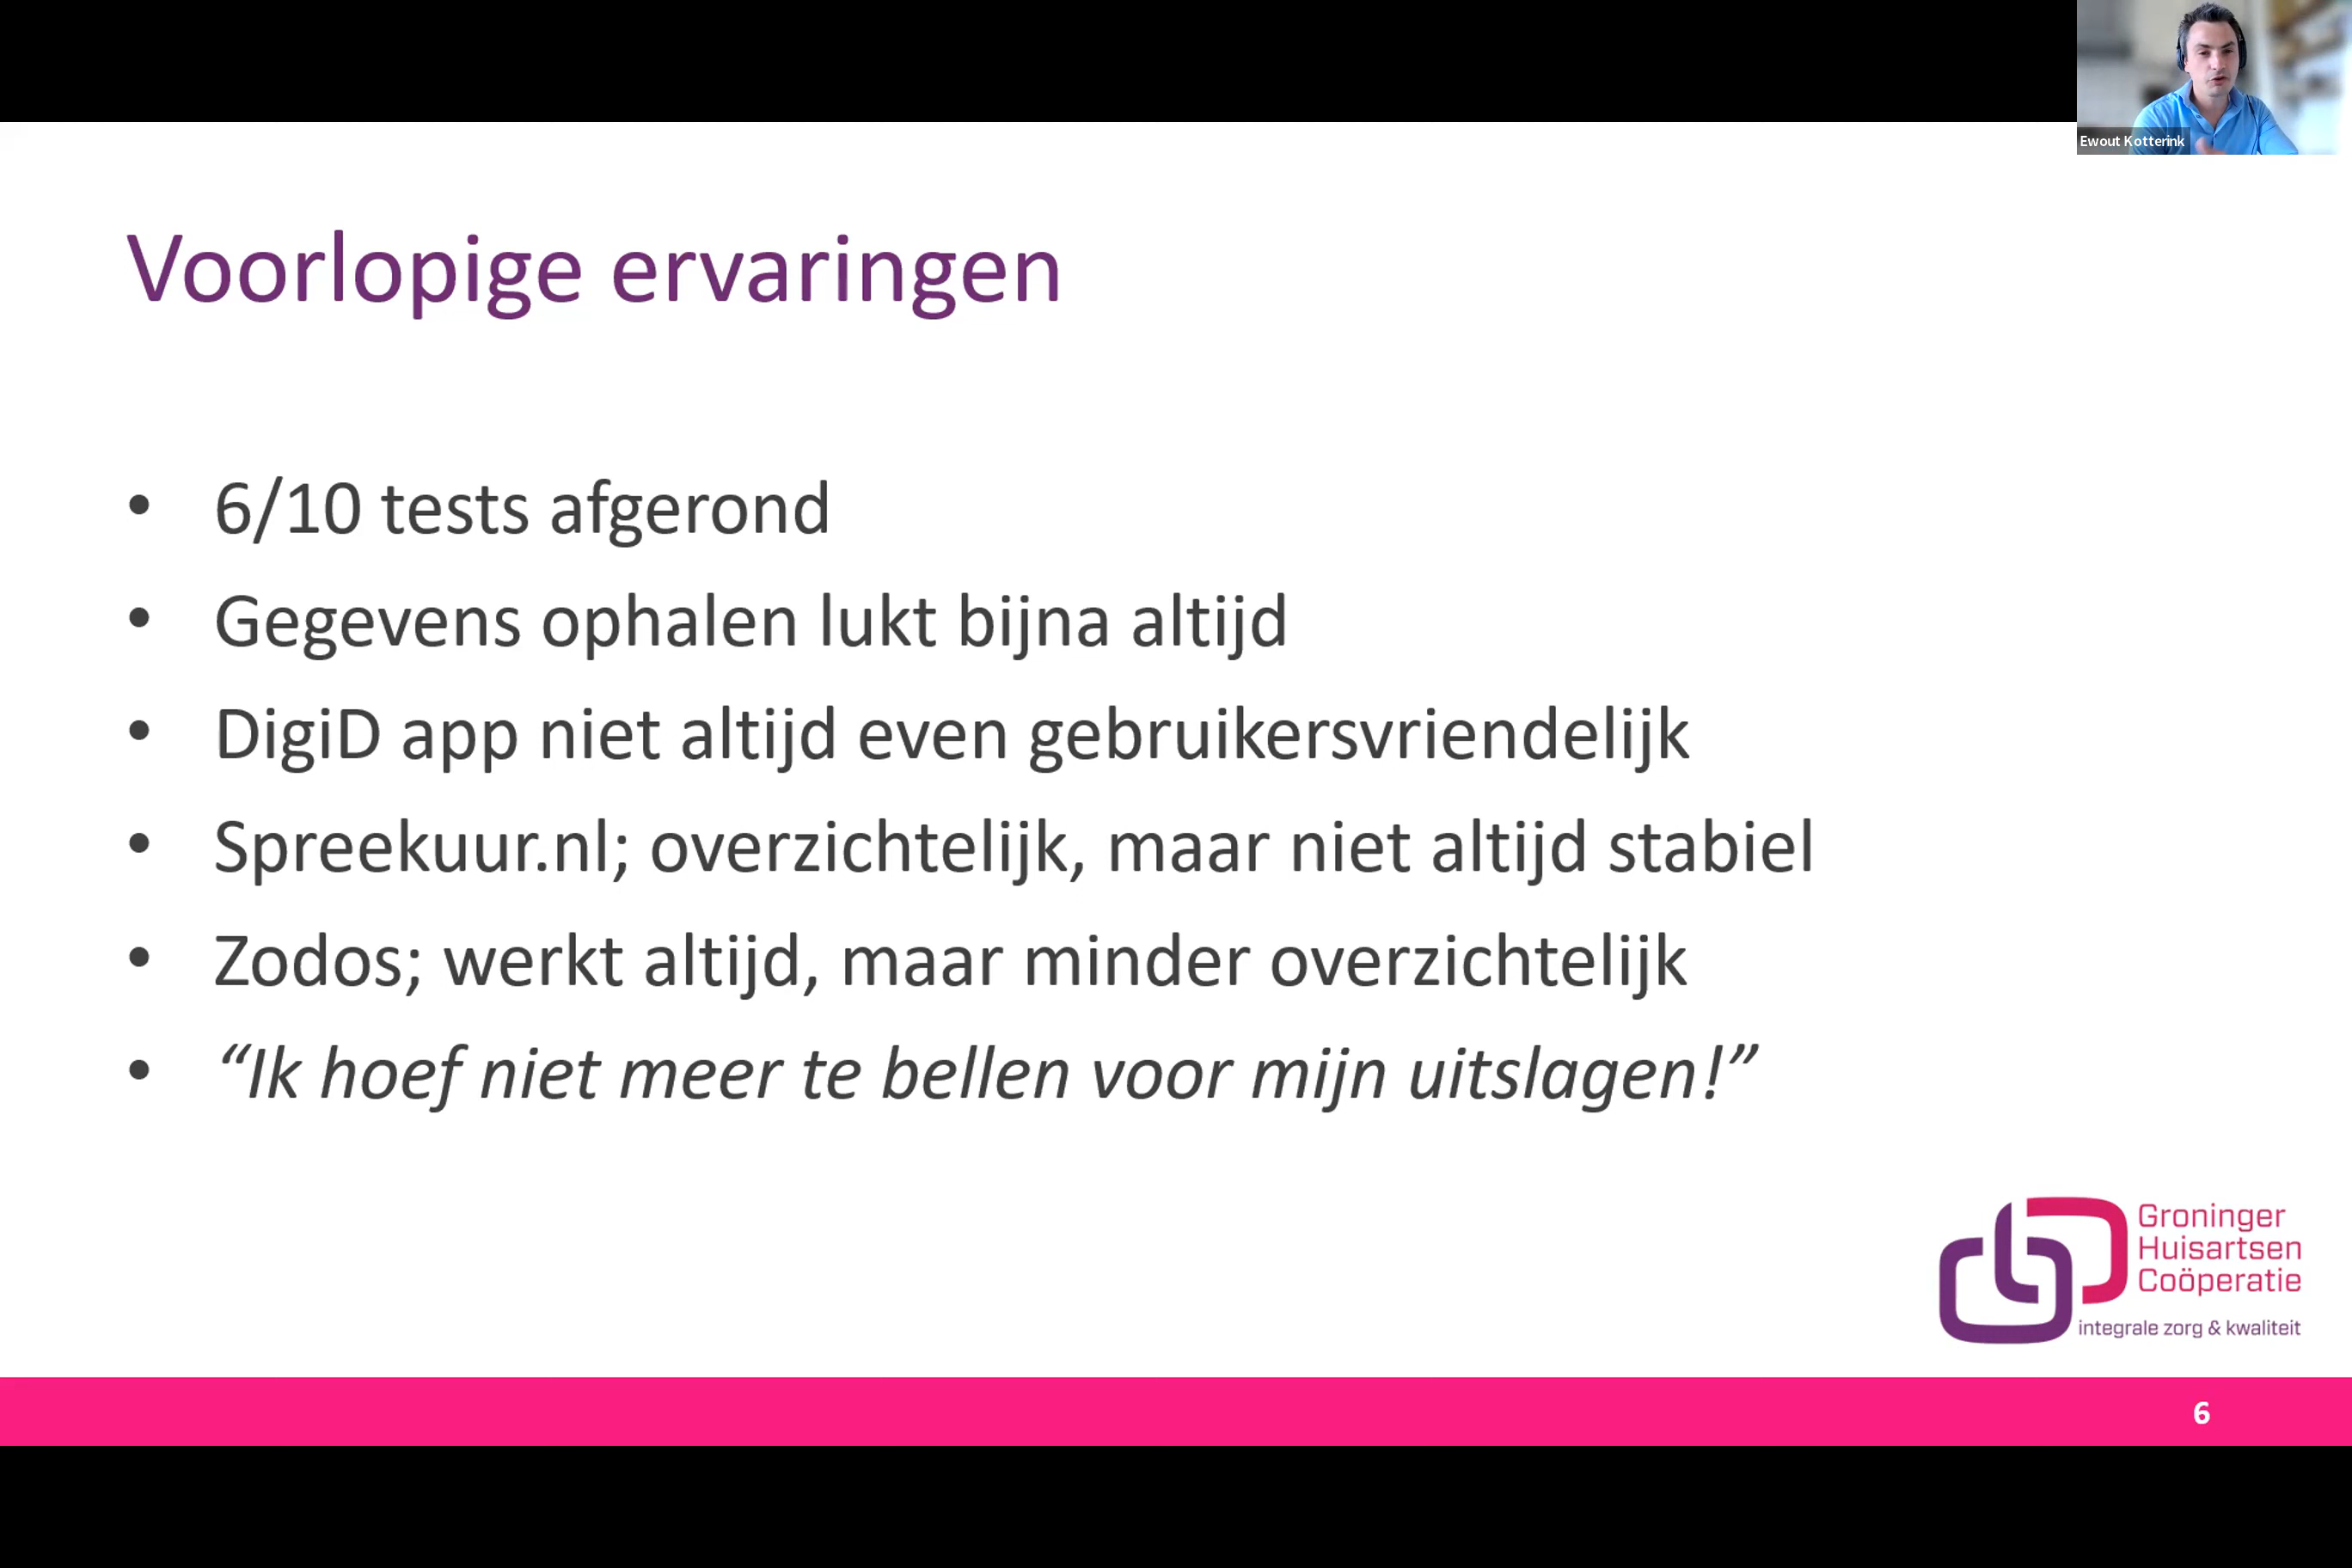 Ewout Kotterink
Voorlopige ervaringen
• 6/10 tests afgerond
• Gegevens ophalen lukt bijna altijd
• DigiD app niet altijd even gebruikersvriendelijk
• Spreekuur.nl; overzichtelijk, maar niet altijd stabiel
• Zodos; werkt altijd, maar minder overzichtelijk
• “Ik hoef niet meer te bellen voor mijn uitslagen!”
Groninger
Huisartsen
Coöperatie
integrale zorg & kwaliteit
6